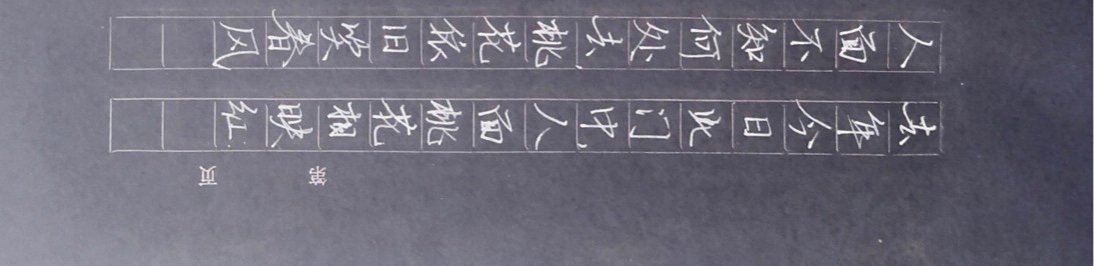 第 页
去年今日此门中人面桃花相映红
人面不知何处去桃花依旧笑春风